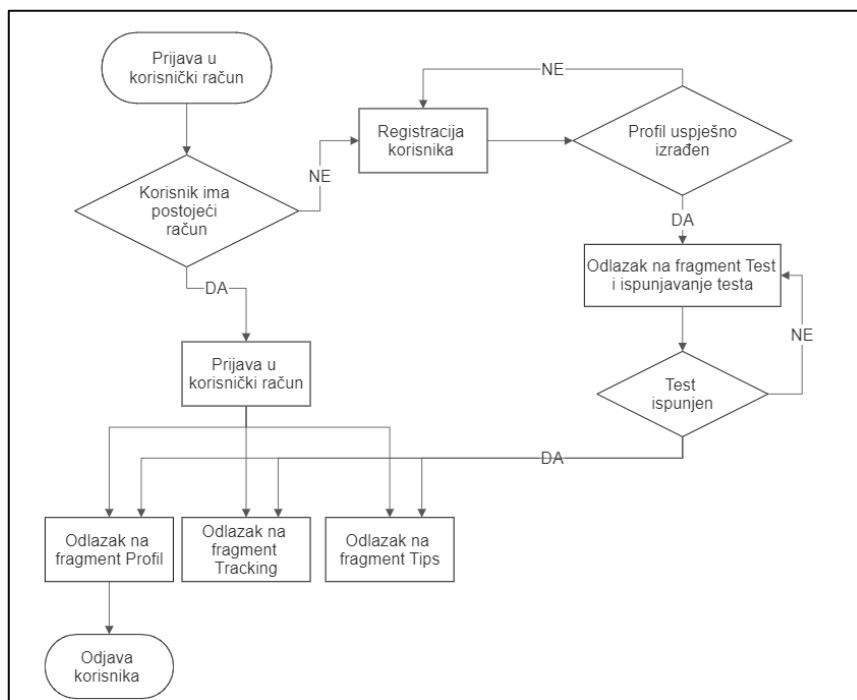 Prijava u
korisnički račun
NE
Registracija
korisnika
Profil uspješno
izrađen
Korisnik ima
postojeći
račun
NE
DA
DA
Odlazak na fragment Test
i ispunjavanje testa
NE
Prijava u
korisnički račun
Test
ispunjen
DA
Odlazak na
fragment Profil
Odlazak na
fragment
Tracking
Odlazak na
fragment Tips
Odjava
korisnika